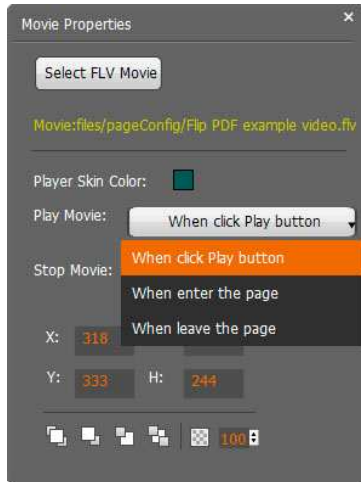 Movie Properties ×
Select FLV Movie
Movie:files/pageConfig/Flip PDF example video.flv
Player Skin Color:
Play Movie: When click Play button
When click Play button
Stop Movie:
When enter the page
When leave the page
X: 318
Y: 333 H: 244
100